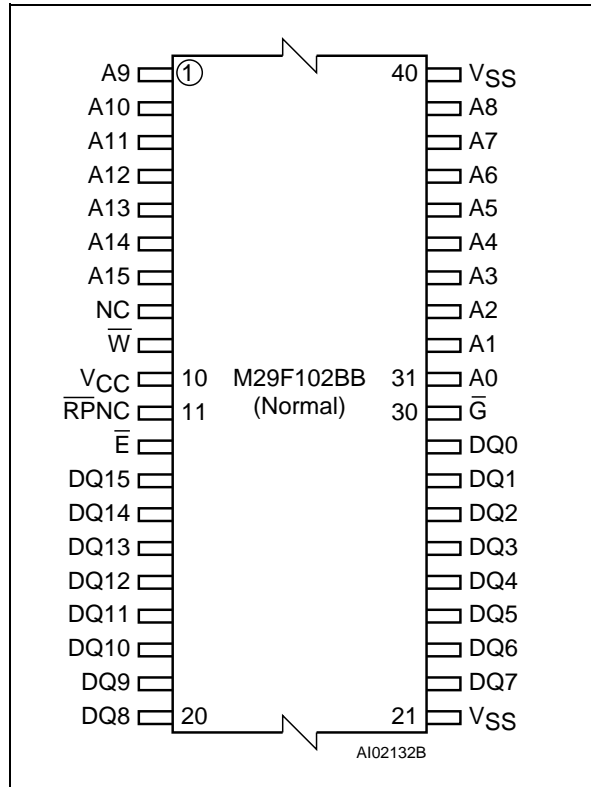 A9 ① 40 VSS
A10 A8
A11 A7
A12 A6
A13 A5
A14 A4
A15 A3
NC A2
W̅ A1
VCC 10 M29F102BB 31 A0
R̅P̅NC 11 (Normal) 30 G̅
E̅ DQ0
DQ15 DQ1
DQ14 DQ2
DQ13 DQ3
DQ12 DQ4
DQ11 DQ5
DQ10 DQ6
DQ9 DQ7
DQ8 20 21 VSS
AI02132B